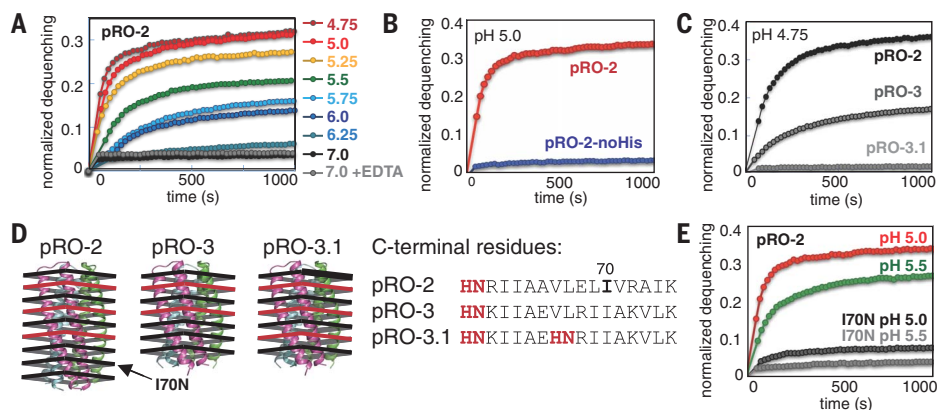 A
pRO-2
normalized dequenching
0.3
0.2
0.1
0
500
1000
time (s)
4.75
5.0
5.25
5.5
5.75
6.0
6.25
7.0
7.0 +EDTA
B
pH 5.0
normalized dequenching
0.4
0.3
0.2
0.1
0
pRO-2
pRO-2-noHis
500
1000
time (s)
C
pH 4.75
normalized dequenching
0.4
0.3
0.2
0.1
0
pRO-2
pRO-3
pRO-3.1
500
1000
time (s)
D
pRO-2
pRO-3
pRO-3.1
I70N
C-terminal residues:
70
pRO-2 HNRIIAAVLELIVRAIK
pRO-3 HNKIIAEVLRIIAKVLK
pRO-3.1 HNKIIAEHNRIIAKVLK
E
pRO-2
normalized dequenching
0.4
0.3
0.2
0.1
0
pH 5.0
pH 5.5
I70N pH 5.0
I70N pH 5.5
500
1000
time (s)